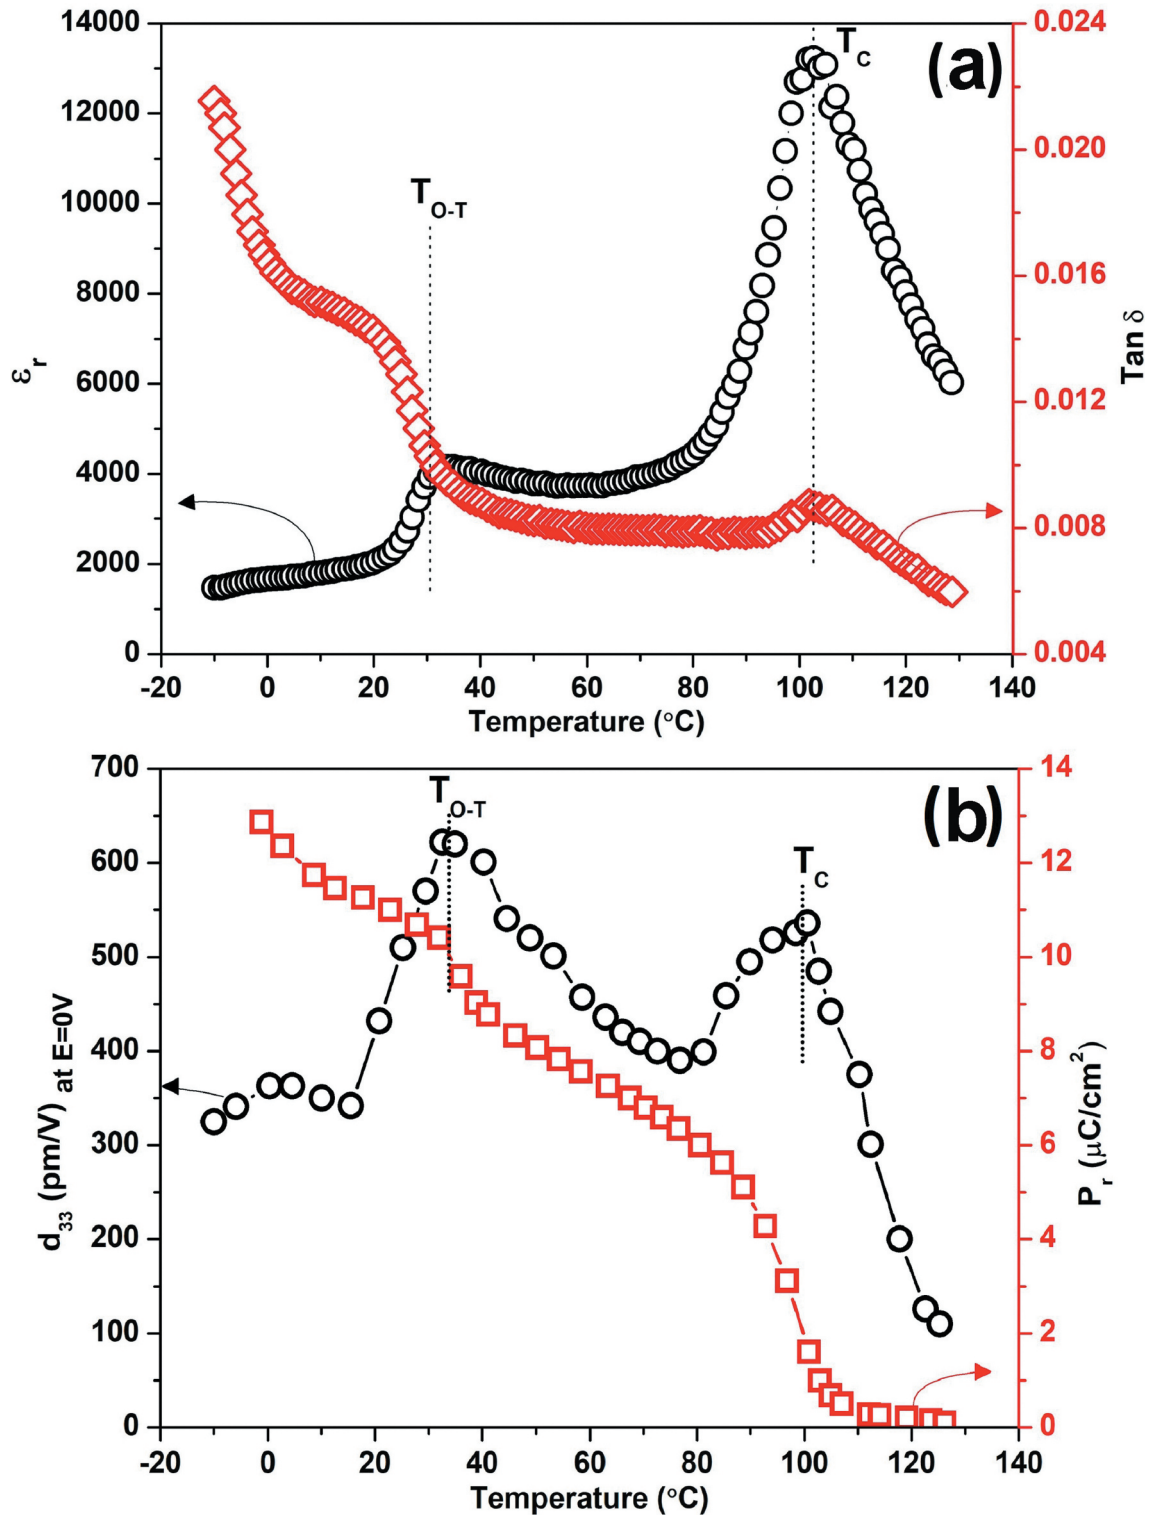 (a)
T_C
T_O-T
14000
12000
10000
8000
6000
4000
2000
0
ε_r
0.024
0.020
0.016
0.012
0.008
0.004
Tan δ
-20 0 20 40 60 80 100 120 140
Temperature (°C)
(b)
T_O-T
T_C
700
600
500
400
300
200
100
0
d_33 (pm/V) at E=0V
14
12
10
8
6
4
2
0
P_r (μC/cm²)
-20 0 20 40 60 80 100 120 140
Temperature (°C)